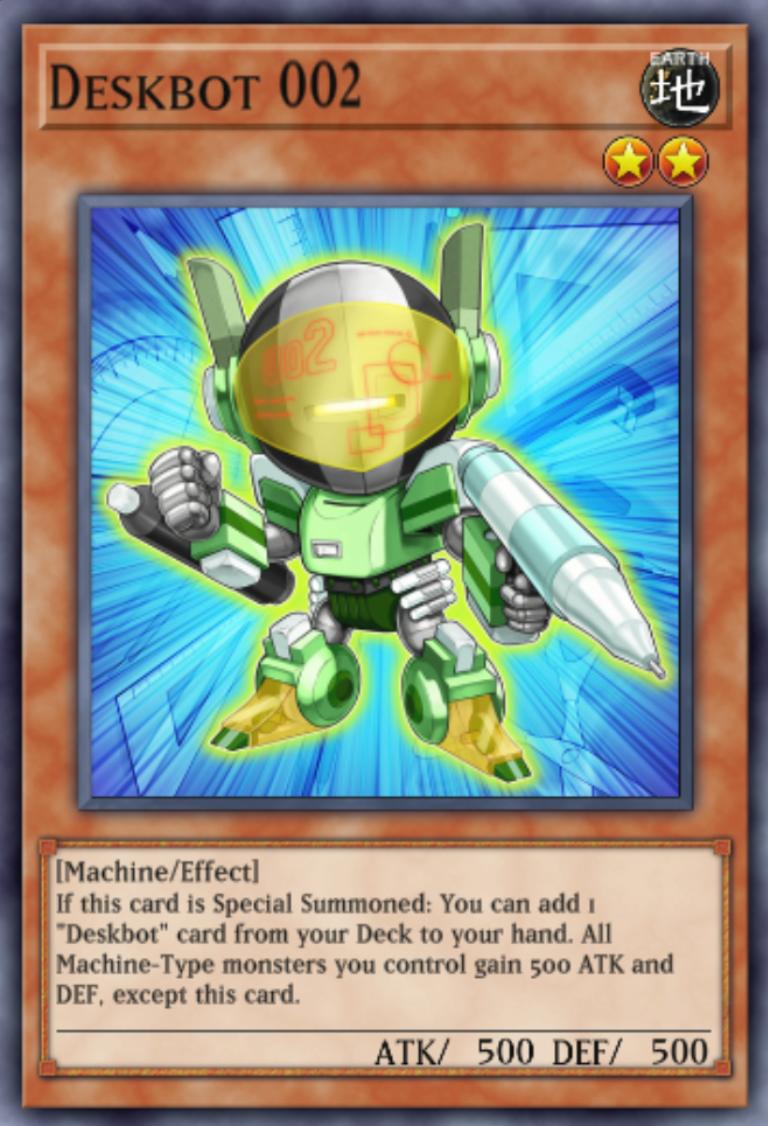 DESKBOT 002
EARTH
地
002
[Machine/Effect]
If this card is Special Summoned: You can add 1
"Deskbot" card from your Deck to your hand. All
Machine-Type monsters you control gain 500 ATK and
DEF, except this card.
ATK/ 500 DEF/ 500